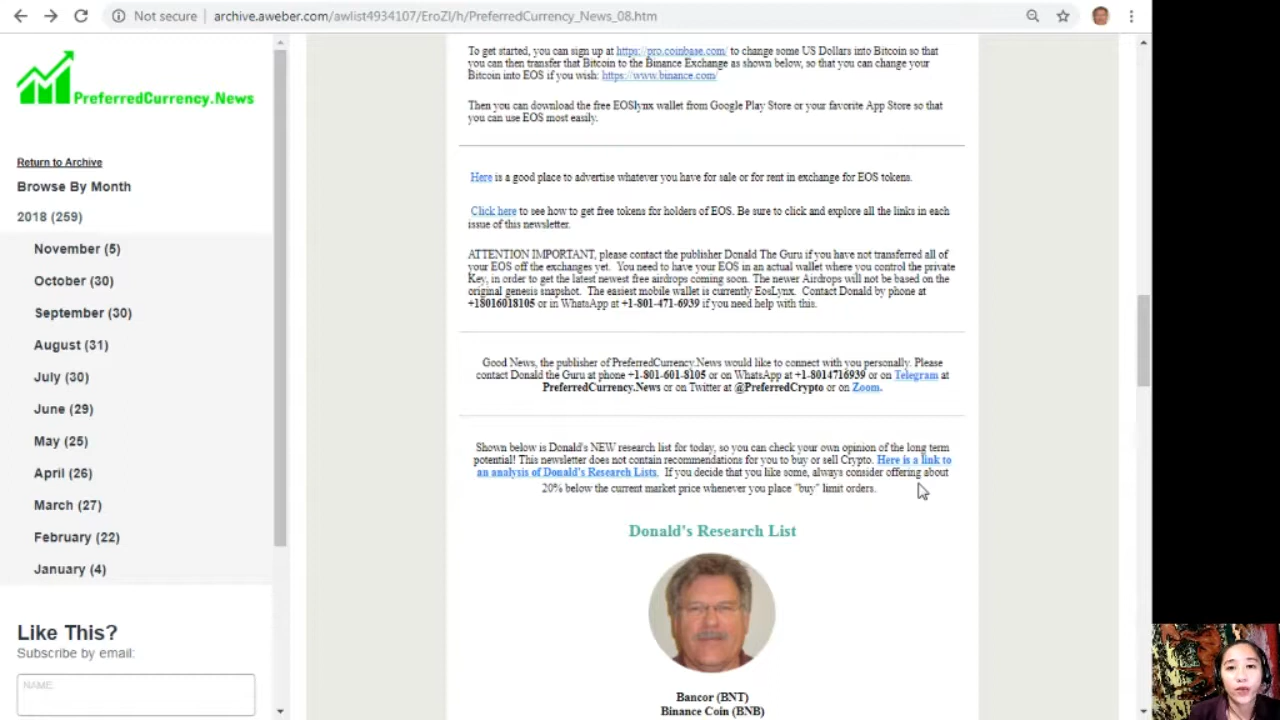 Not secure
archive.aweber.com/awlist4934107/EroZI/h/PreferredCurrency_News_08.htm
PreferredCurrency.News
Return to Archive
Browse By Month
2018 (259)
November (5)
October (30)
September (30)
August (31)
July (30)
June (29)
May (25)
April (26)
March (27)
February (22)
January (4)
Like This?
Subscribe by email:
NAME
To get started, you can sign up at https://pro.coinbase.com/ to change some US Dollars into Bitcoin so that
you can then transfer that Bitcoin to the Binance Exchange as shown below, so that you can change your
Bitcoin into EOS if you wish: https://www.binance.com/
Then you can download the free EOSlynx wallet from Google Play Store or your favorite App Store so that
you can use EOS most easily.
Here is a good place to advertise whatever you have for sale or for rent in exchange for EOS tokens.
Click here to see how to get free tokens for holders of EOS. Be sure to click and explore all the links in each
issue of this newsletter.
ATTENTION IMPORTANT, please contact the publisher Donald The Guru if you have not transferred all of
your EOS off the exchanges yet. You need to have your EOS in an actual wallet where you control the private
Key, in order to get the latest newest free airdrops coming soon. The newer Airdrops will not be based on the
original genesis snapshot. The easiest mobile wallet is currently EosLynx. Contact Donald by phone at
+18016018105 or in WhatsApp at +1-801-471-6939 if you need help with this.
Good News, the publisher of PreferredCurrency.News would like to connect with you personally. Please
contact Donald the Guru at phone +1-801-601-8105 or on WhatsApp at +1-8014716939 or on Telegram at
PreferredCurrency.News or on Twitter at @PreferredCrypto or on Zoom.
Shown below is Donald's NEW research list for today, so you can check your own opinion of the long term
potential! This newsletter does not contain recommendations for you to buy or sell Crypto. Here is a link to
an analysis of Donald's Research Lists. If you decide that you like some, always consider offering about
20% below the current market price whenever you place "buy" limit orders.
Donald's Research List
Bancor (BNT)
Binance Coin (BNB)